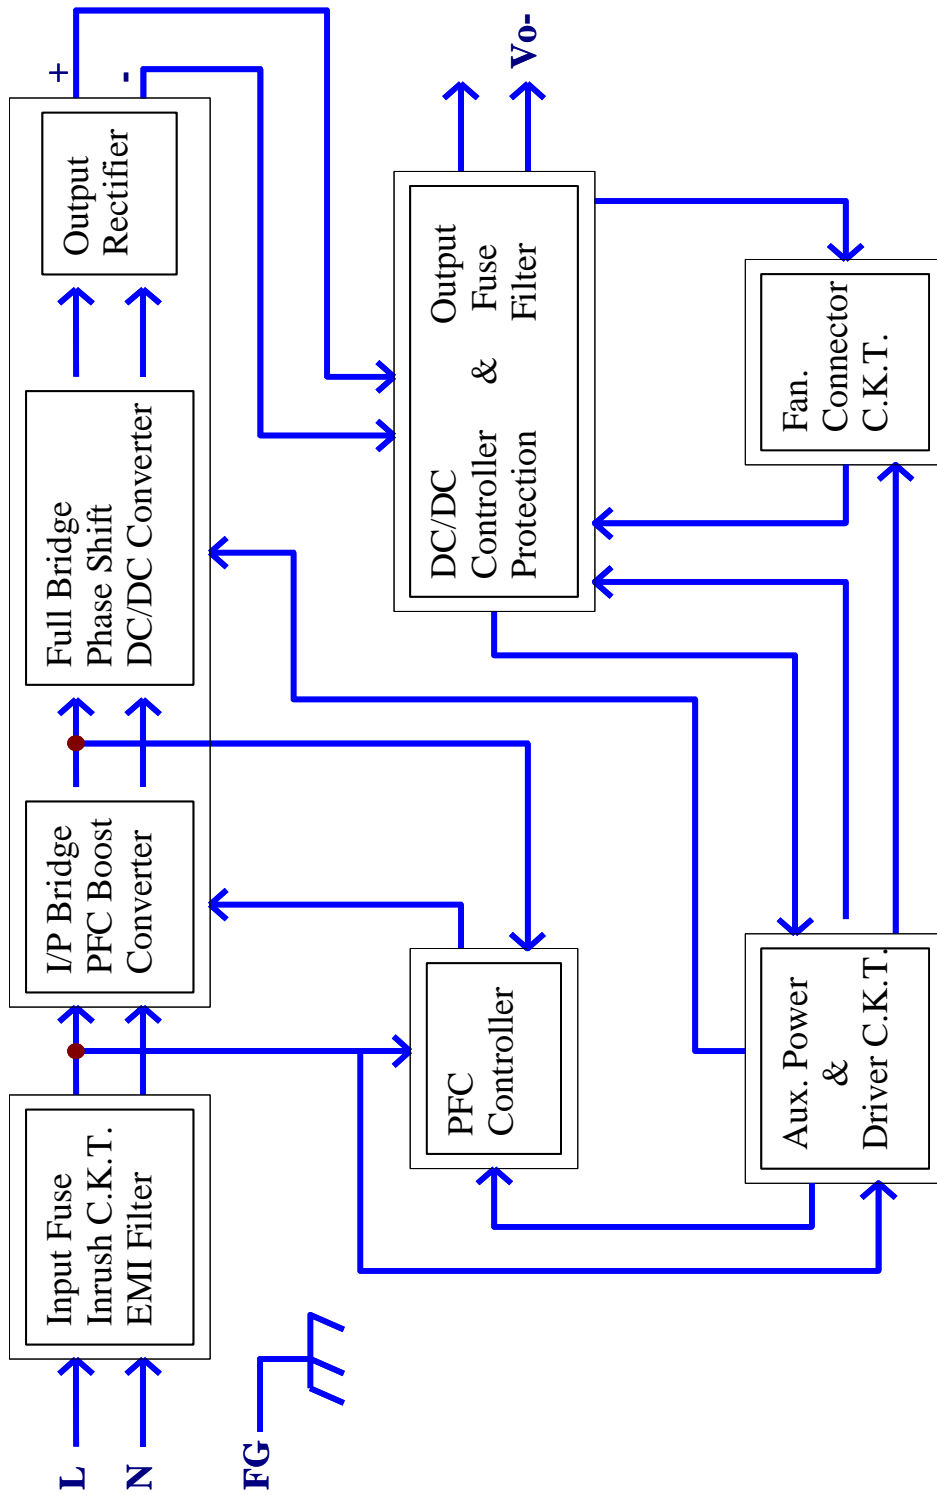 L
N
FG
Input Fuse
Inrush C.K.T.
EMI Filter
I/P Bridge
PFC Boost
Converter
Full Bridge
Phase Shift
DC/DC Converter
Output
Rectifier
+
-
PFC
Controller
DC/DC
Controller
Protection
&
Output
Fuse
Filter
Vo-
Aux. Power
&
Driver C.K.T.
Fan.
Connector
C.K.T.